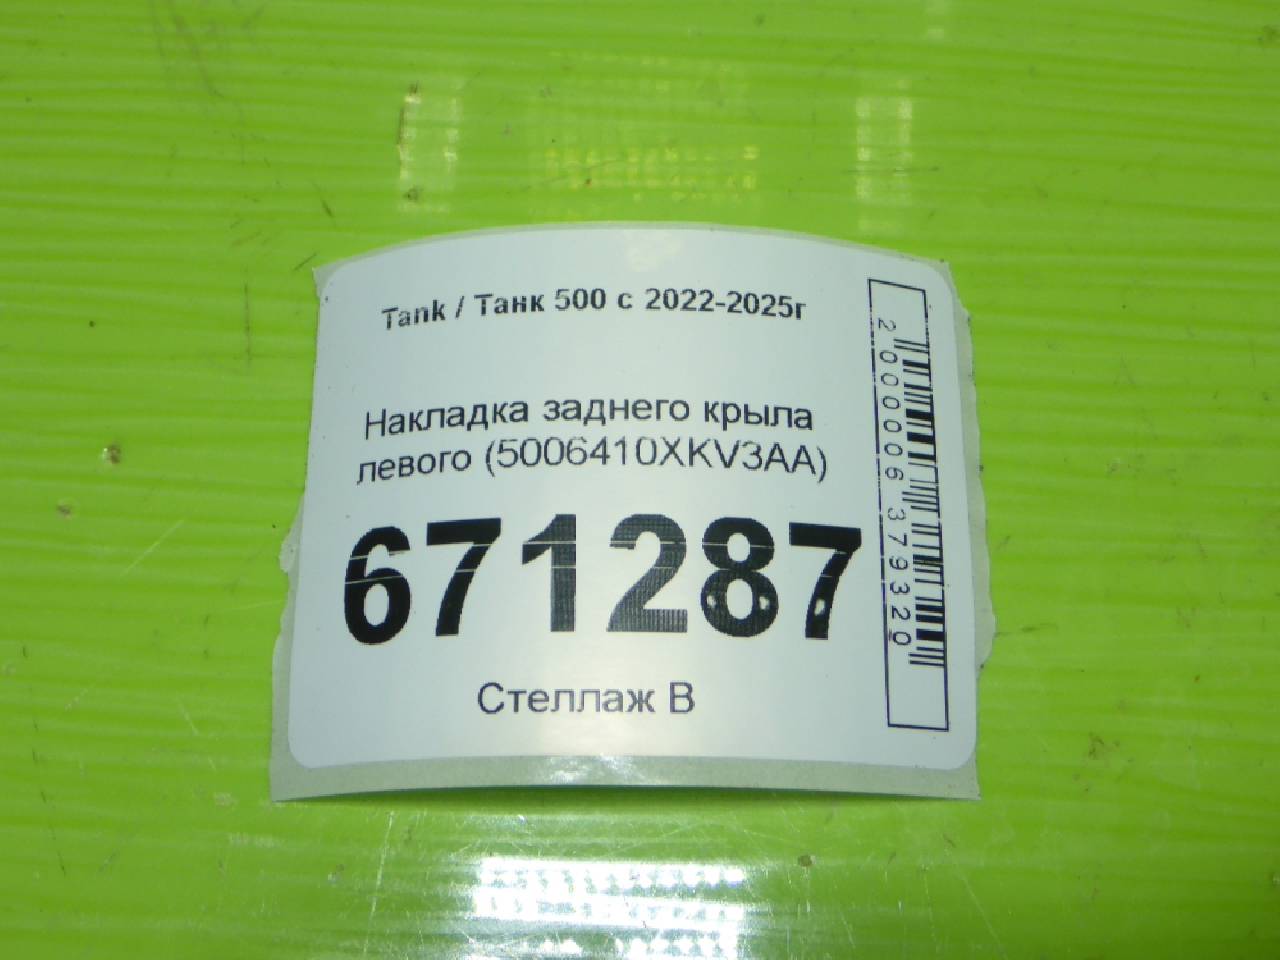 Tank / Танк 500 с 2022-2025г
Накладка заднего крыла
левого (5006410XKV3AA)
671287
Стеллаж В
2000006379320